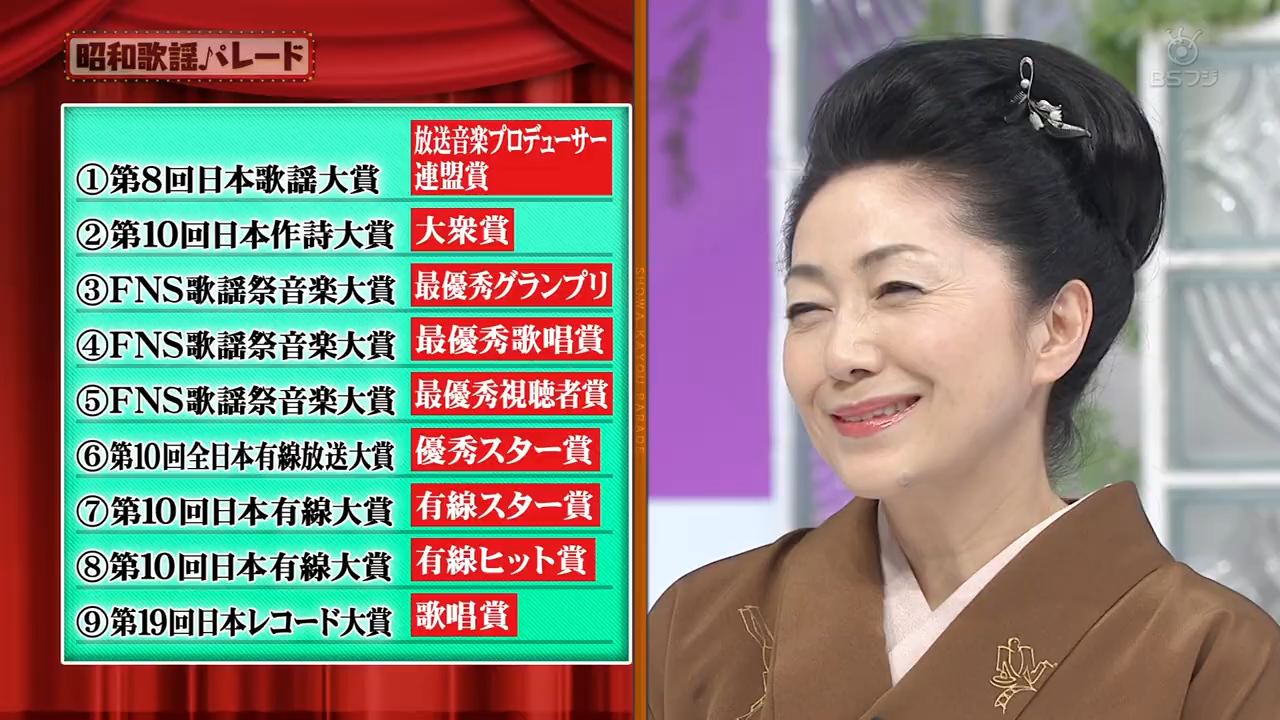 昭和歌謡♪パレード
BSフジ
①第8回日本歌謡大賞 放送音楽プロデューサー
連盟賞
②第10回日本作詩大賞 大衆賞
③FNS歌謡祭音楽大賞 最優秀グランプリ
④FNS歌謡祭音楽大賞 最優秀歌唱賞
⑤FNS歌謡祭音楽大賞 最優秀視聴者賞
⑥第10回全日本有線放送大賞 優秀スター賞
⑦第10回日本有線大賞 有線スター賞
⑧第10回日本有線大賞 有線ヒット賞
⑨第19回日本レコード大賞 歌唱賞
SHOWA KAYOU PARADE